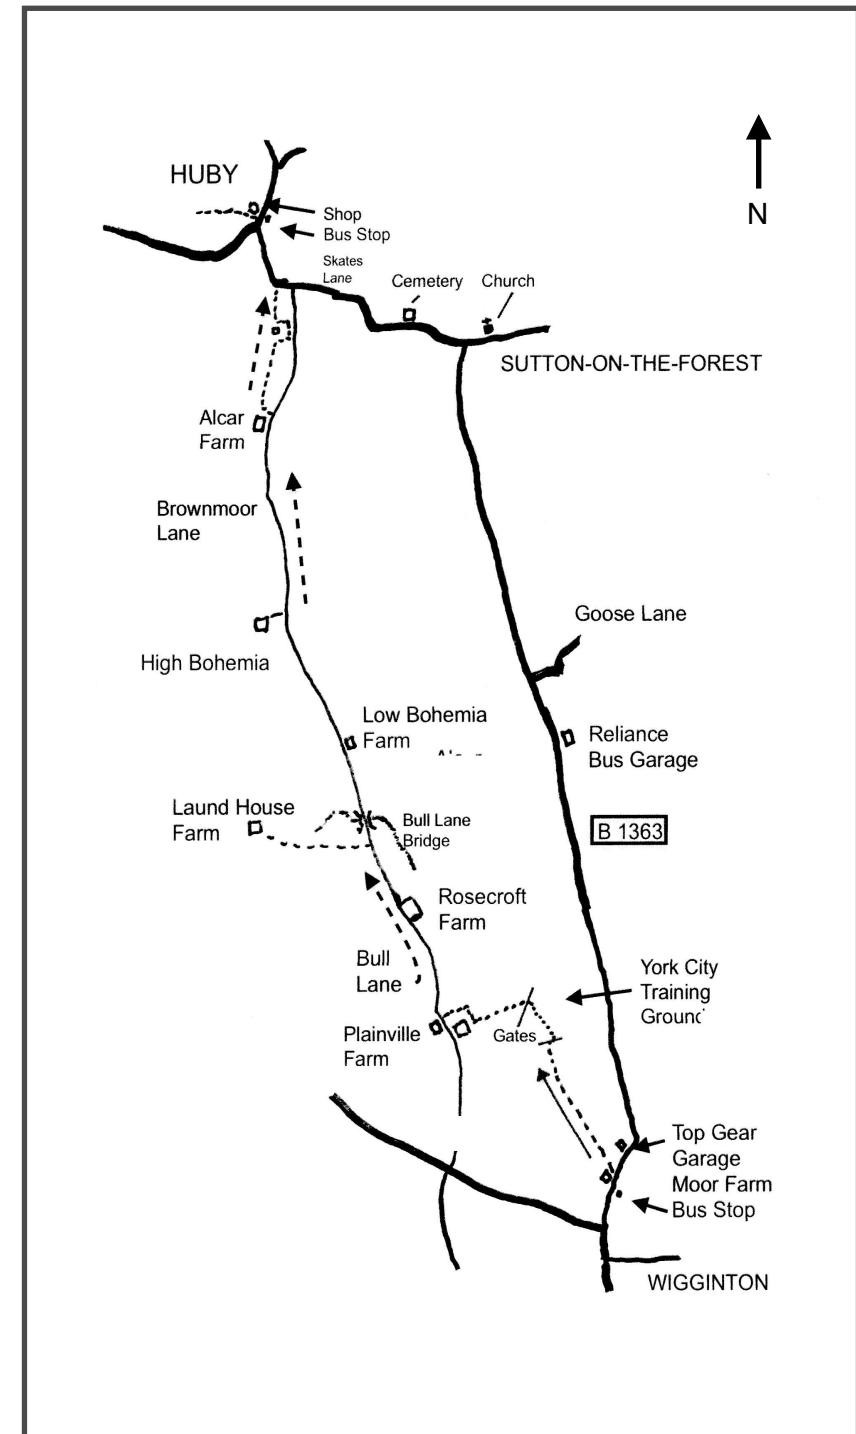 HUBY
N
Shop
Bus Stop
Skates
Lane
Cemetery
Church
SUTTON-ON-THE-FOREST
Alcar
Farm
Brownmoor
Lane
Goose Lane
High Bohemia
Low Bohemia
Farm
Reliance
Bus Garage
Laund House
Farm
Bull Lane
Bridge
B 1363
Rosecroft
Farm
Bull
Lane
York City
Training
Ground
Plainville
Farm
Gates
Top Gear
Garage
Moor Farm
Bus Stop
WIGGINTON